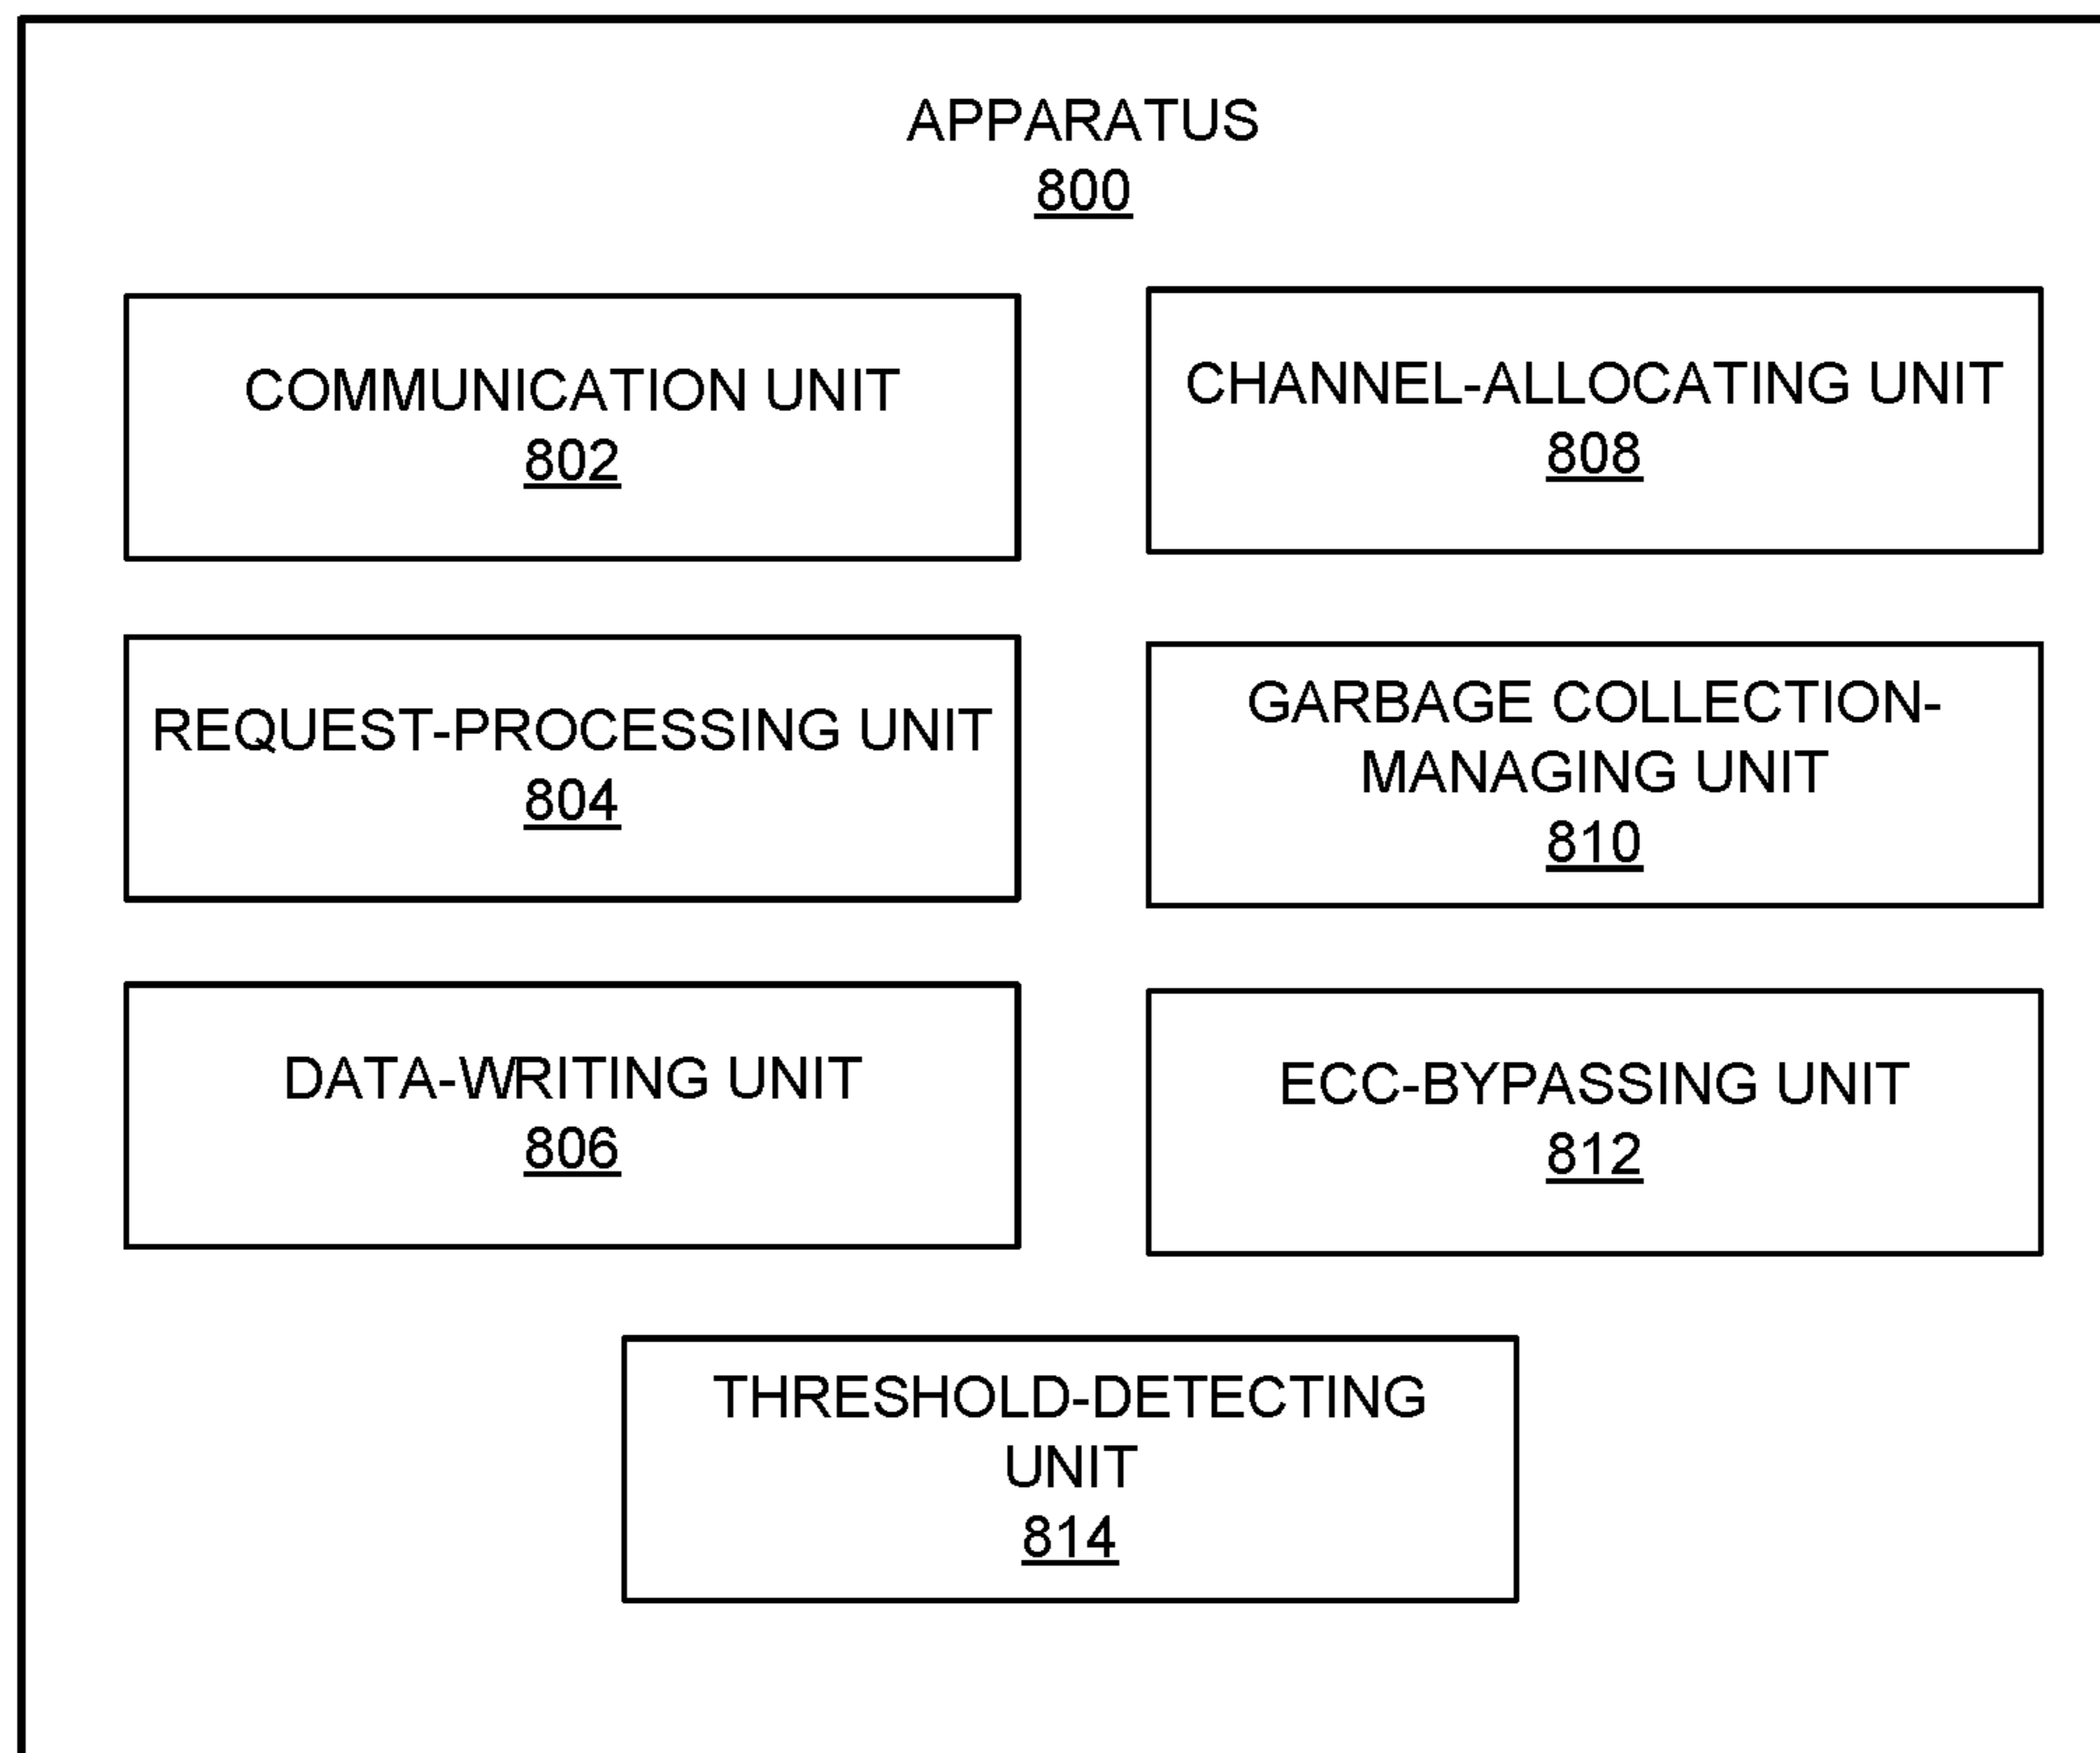 APPARATUS
800
COMMUNICATION UNIT
802
REQUEST-PROCESSING UNIT
804
DATA-WRITING UNIT
806
CHANNEL-ALLOCATING UNIT
808
GARBAGE COLLECTION-
MANAGING UNIT
810
ECC-BYPASSING UNIT
812
THRESHOLD-DETECTING
UNIT
814